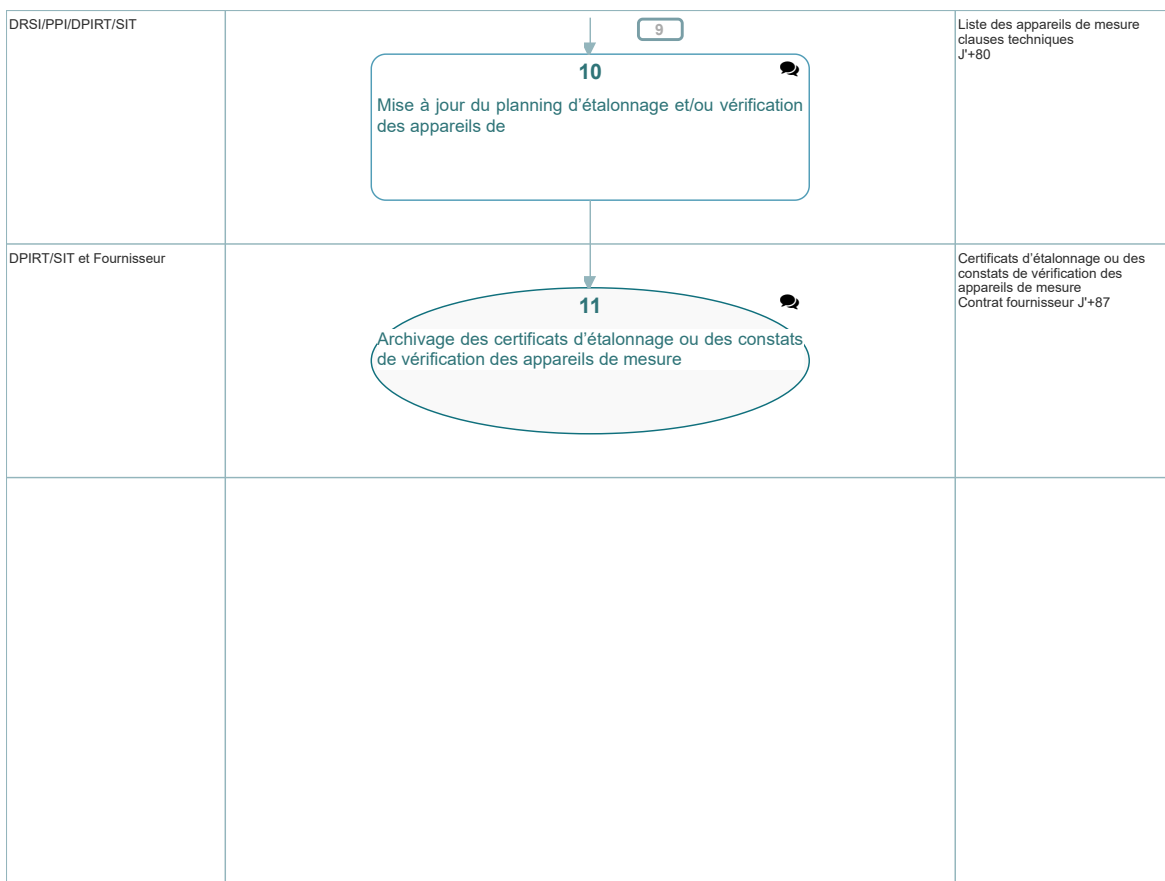 DRSI/PPI/DPIRT/SIT
9
10
Mise à jour du planning d’étalonnage et/ou vérification
des appareils de
Liste des appareils de mesure
clauses techniques
J'+80
DPIRT/SIT et Fournisseur
11
Archivage des certificats d’étalonnage ou des constats
de vérification des appareils de mesure
Certificats d’étalonnage ou des
constats de vérification des
appareils de mesure
Contrat fournisseur J'+87